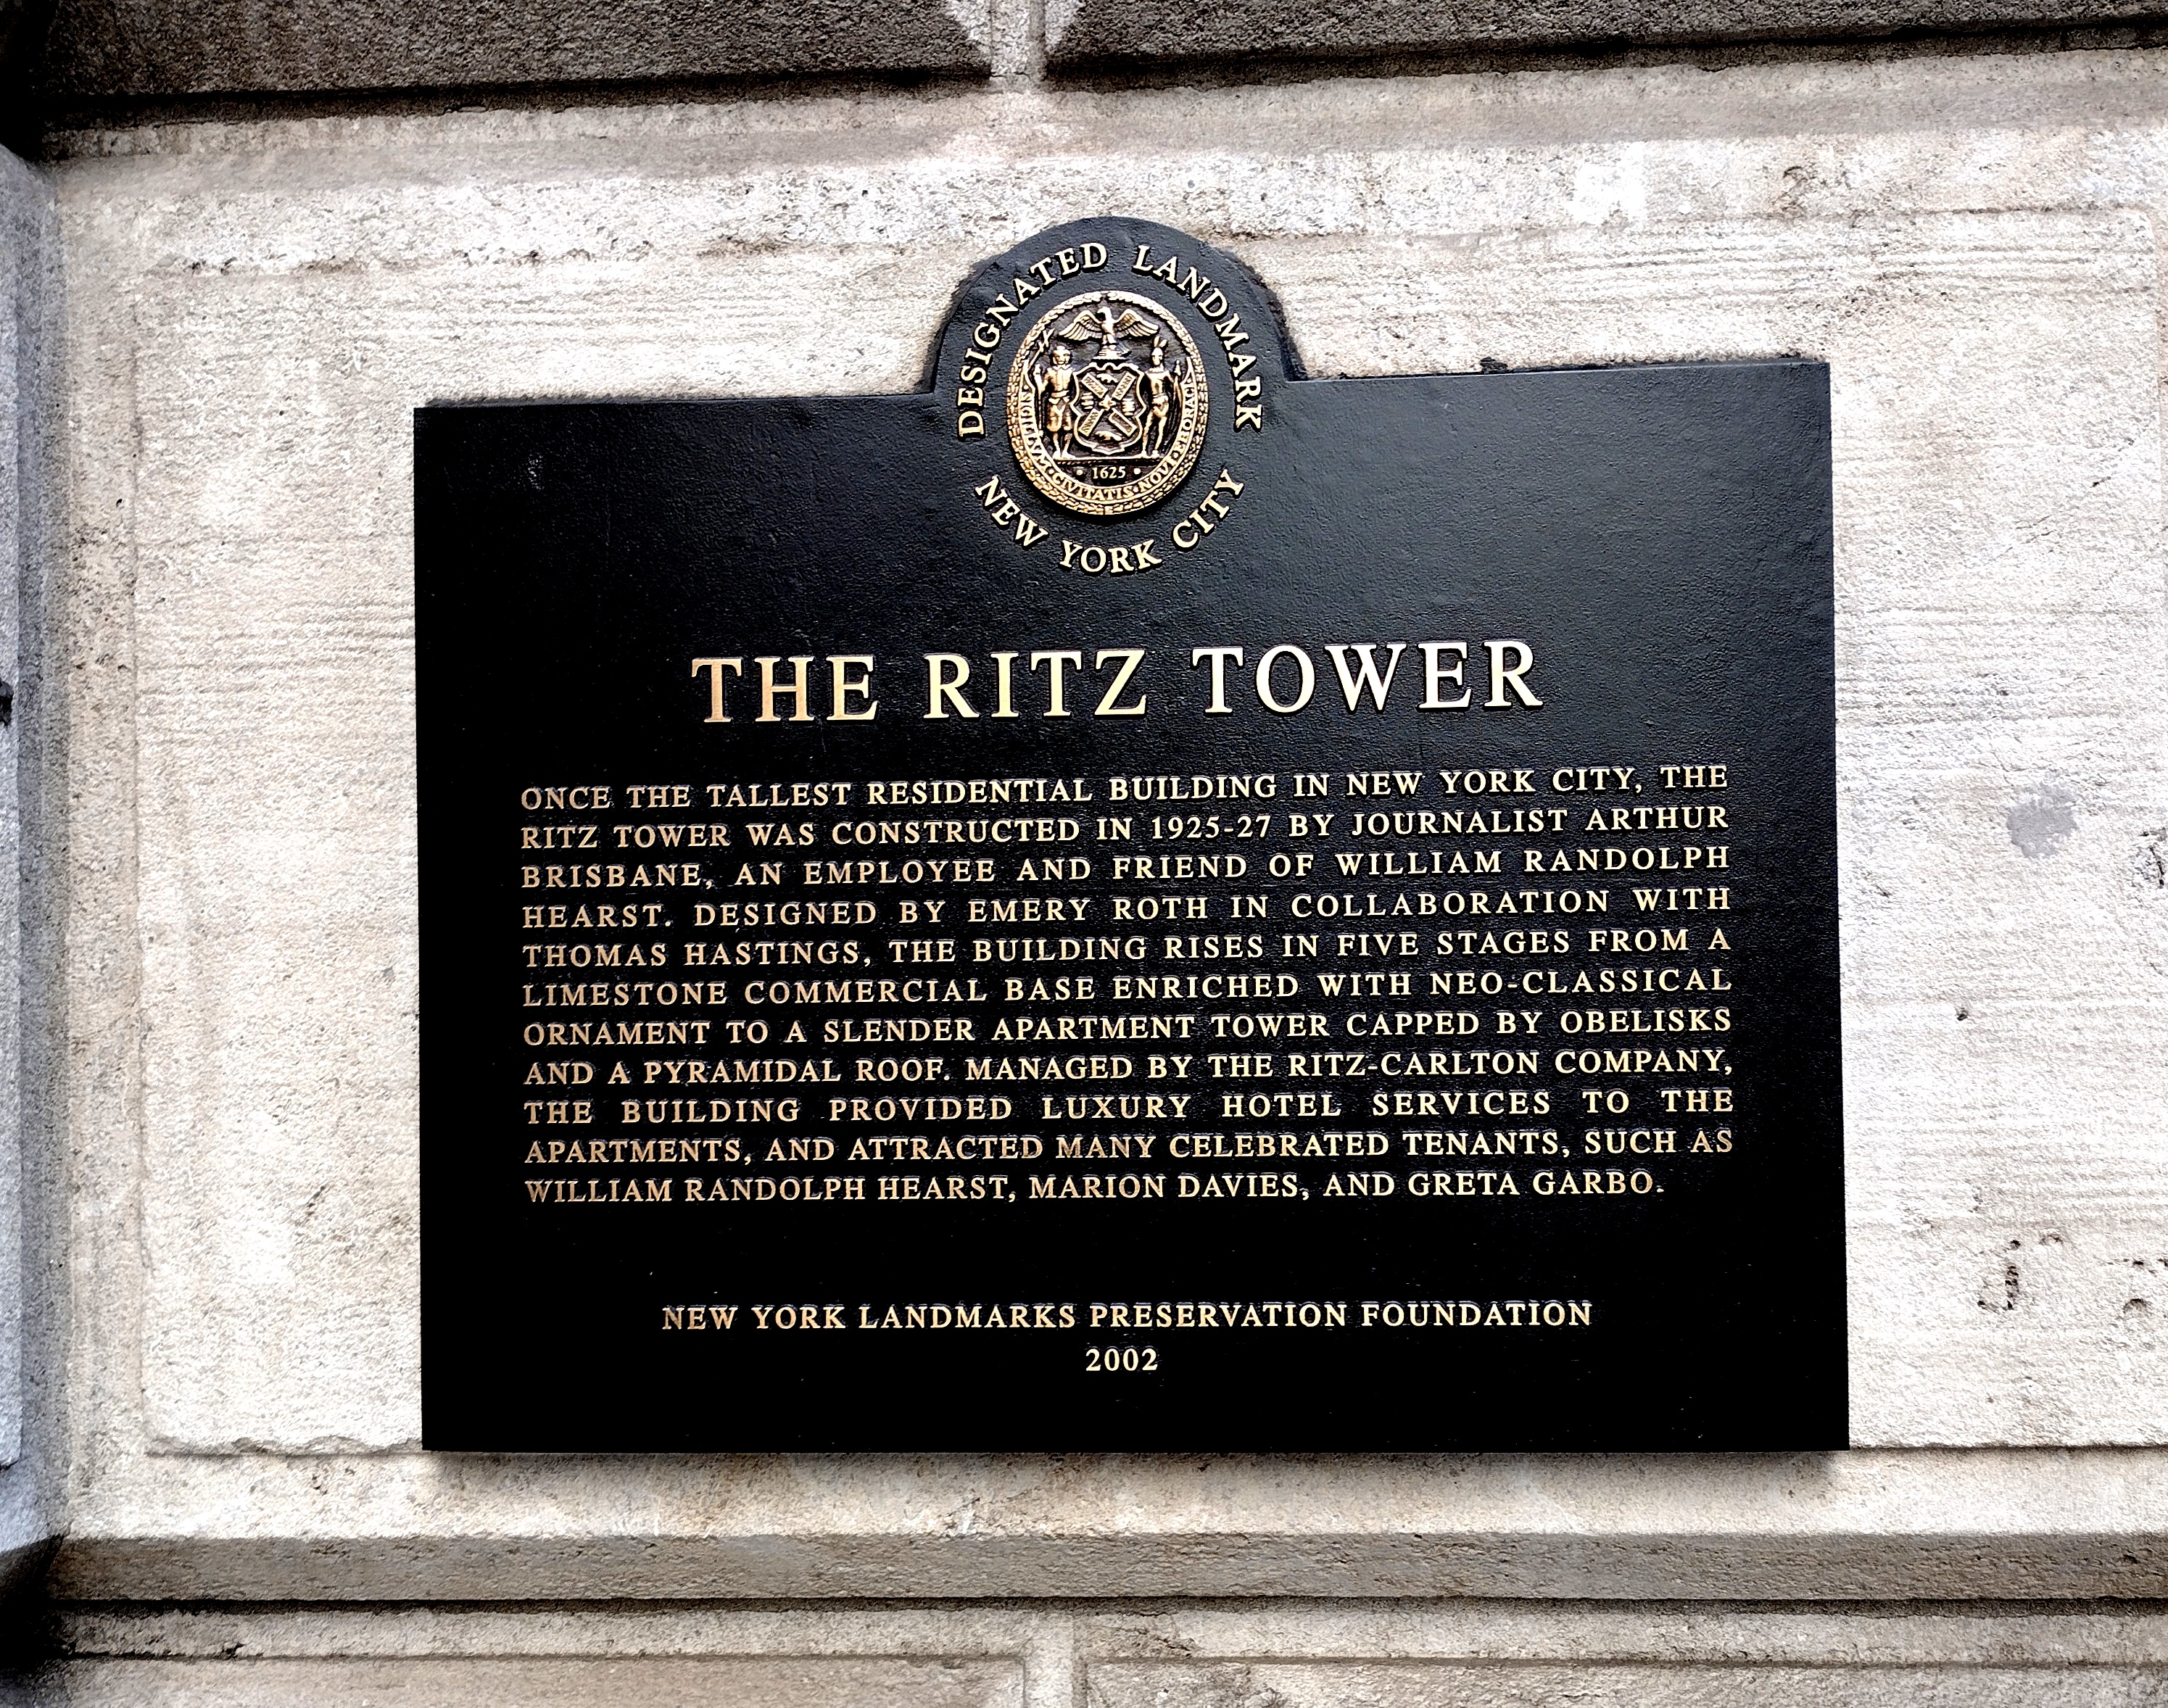 DESIGNATED LANDMARK
SIGILLUM · CIVITATIS · NOVI · EBORACI
1625
NEW YORK CITY
THE RITZ TOWER
ONCE THE TALLEST RESIDENTIAL BUILDING IN NEW YORK CITY, THE
RITZ TOWER WAS CONSTRUCTED IN 1925-27 BY JOURNALIST ARTHUR
BRISBANE, AN EMPLOYEE AND FRIEND OF WILLIAM RANDOLPH
HEARST. DESIGNED BY EMERY ROTH IN COLLABORATION WITH
THOMAS HASTINGS, THE BUILDING RISES IN FIVE STAGES FROM A
LIMESTONE COMMERCIAL BASE ENRICHED WITH NEO-CLASSICAL
ORNAMENT TO A SLENDER APARTMENT TOWER CAPPED BY OBELISKS
AND A PYRAMIDAL ROOF. MANAGED BY THE RITZ-CARLTON COMPANY,
THE BUILDING PROVIDED LUXURY HOTEL SERVICES TO THE
APARTMENTS, AND ATTRACTED MANY CELEBRATED TENANTS, SUCH AS
WILLIAM RANDOLPH HEARST, MARION DAVIES, AND GRETA GARBO.
NEW YORK LANDMARKS PRESERVATION FOUNDATION
2002